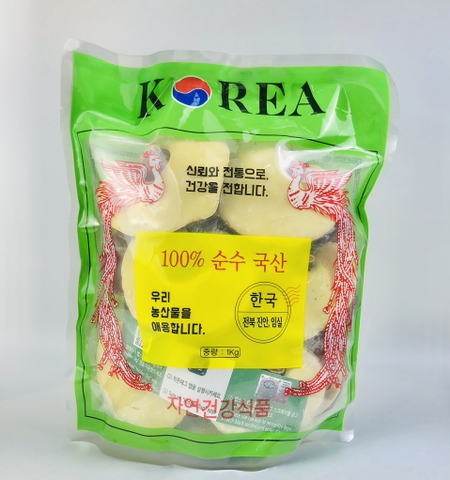 KOREA
신뢰와 전통으로,
건강을 전합니다.
100% 순수 국산
우리
농산물을
애용합니다.
한국
전북 진안, 임실
중량 : 1Kg
자연건강식품